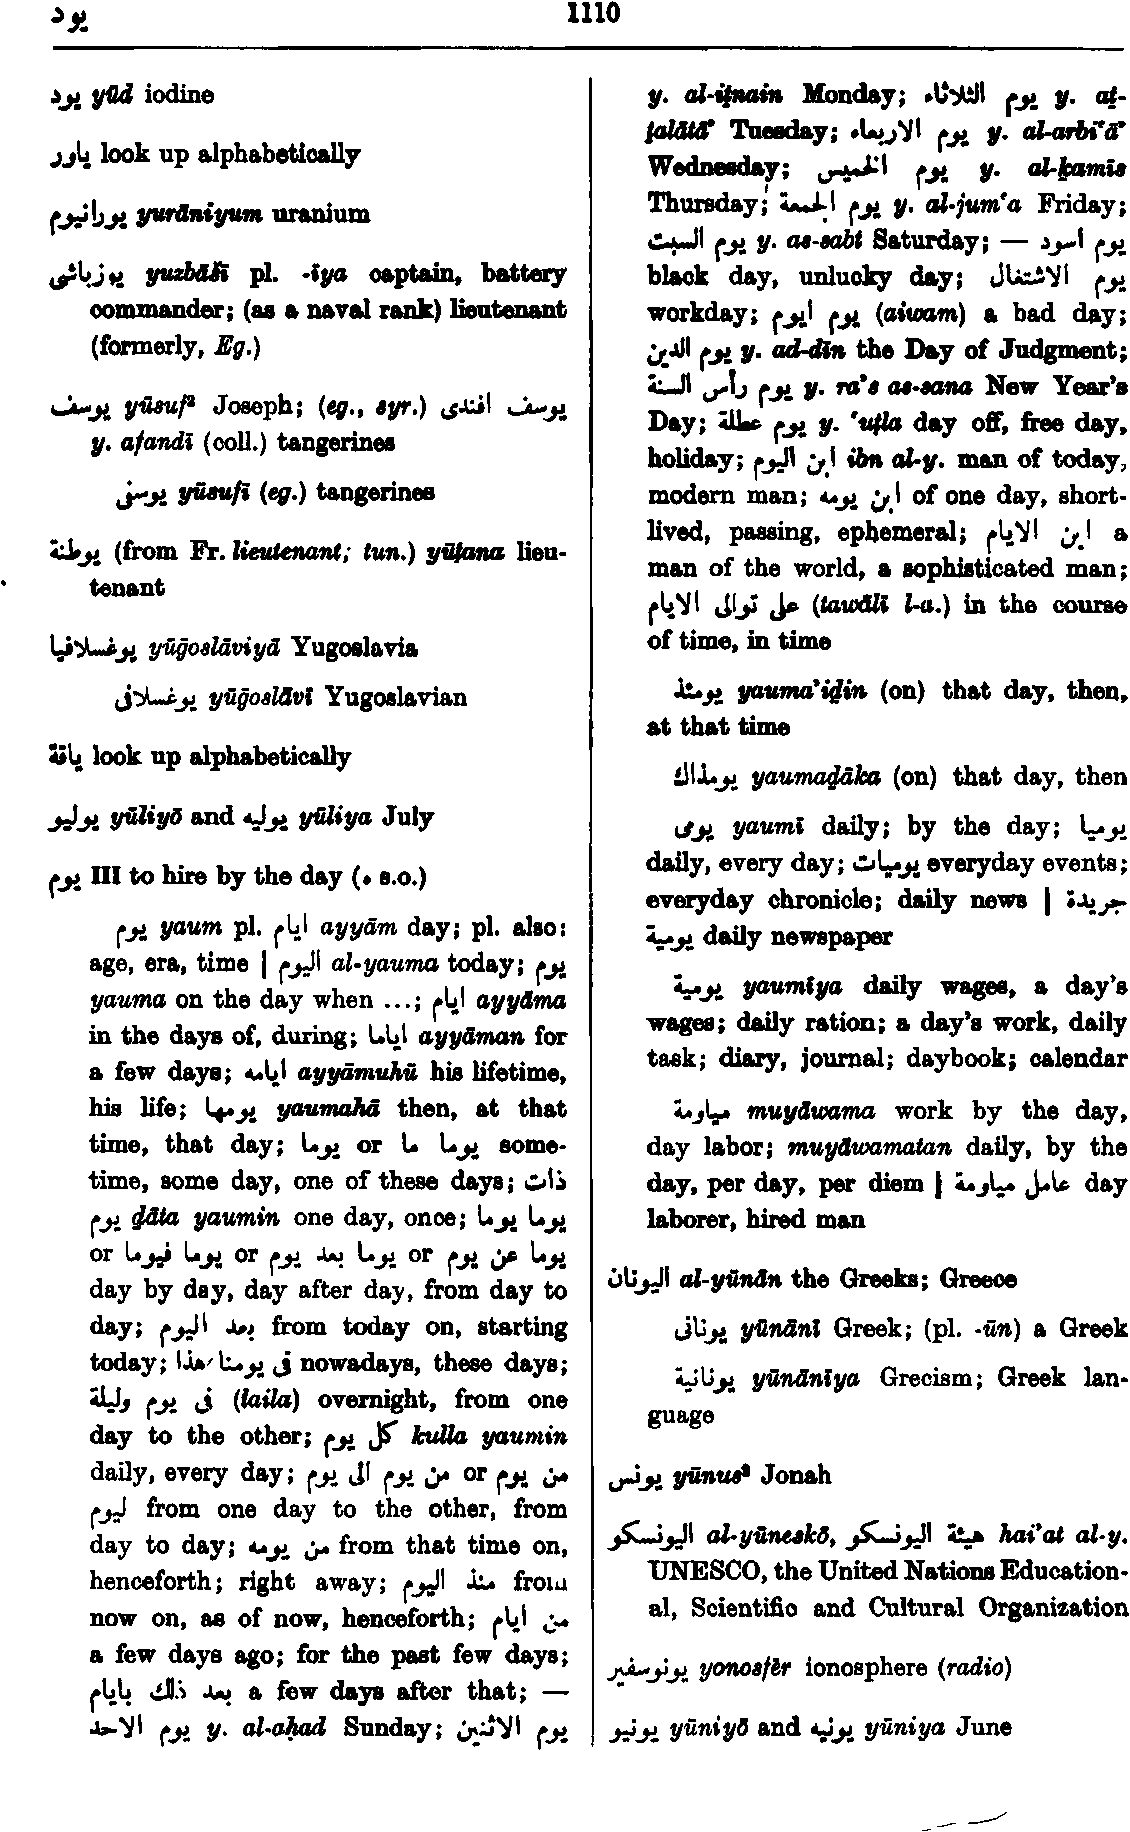 يود 1110
يود yūd iodine
ياور look up alphabetically
يورانيوم yurāniyum uranium
يوزباشى yuzbāšī pl. -īya captain, battery
commander; (as a naval rank) lieutenant
(formerly, Eg.)
يوسف yūsuf² Joseph; (eg., syr.) يوسف افندى
y. afandī (coll.) tangerines
يوسفى yūsufī (eg.) tangerines
يوطنة (from Fr. lieutenant; tun.) yūṭana lieu-
tenant
يوغسلافيا yūḡoslāviyā Yugoslavia
يوغسلافى yūḡoslāvī Yugoslavian
ياقة look up alphabetically
يوليو yūliyō and يوليه yūliya July
يوم III to hire by the day (ه s.o.)
يوم yaum pl. ايام ayyām day; pl. also:
age, era, time | اليوم al-yauma today; يوم
yauma on the day when ...; ايام ayyāma
in the days of, during; اياما ayyāman for
a few days; ايامه ayyāmuhū his lifetime,
his life; يومها yaumahā then, at that
time, that day; يوما or يوما ما some-
time, some day, one of these days; ذات
يوم ḏāta yaumin one day, once; يوما يوما
or يوما فيوما or يوما بعد يوم or يوما عن يوم
day by day, day after day, from day to
day; بعد اليوم from today on, starting
today; فى يومنا هذا nowadays, these days;
فى يوم وليلة (laila) overnight, from one
day to the other; كل يوم kulla yaumin
daily, every day; من يوم الى يوم or من يوم
ليوم from one day to the other, from
day to day; من يومه from that time on,
henceforth; right away; منذ اليوم from
now on, as of now, henceforth; من ايام
a few days ago; for the past few days;
بعد ذلك بايام a few days after that; —
يوم الاحد y. al-aḥad Sunday; يوم الاثنين
y. al-iṯnain Monday; يوم الثلاثاء y. aṯ-
ṯalāṯāʾ Tuesday; يوم الاربعاء y. al-arbiʿāʾ
Wednesday; يوم الخميس y. al-ḵamīs
Thursday; يوم الجمعة y. al-jumʿa Friday;
يوم السبت y. as-sabt Saturday; — يوم اسود
black day, unlucky day; يوم الاشتغال
workday; يوم ايوم (aiwam) a bad day;
يوم الدين y. ad-dīn the Day of Judgment;
يوم رأس السنة y. raʾs as-sana New Year's
Day; يوم عطلة y. ʿuṭla day off, free day,
holiday; ابن اليوم ibn al-y. man of today,
modern man; ابن يومه of one day, short-
lived, passing, ephemeral; ابن الايام a
man of the world, a sophisticated man;
على توالى الايام (tawālī l-a.) in the course
of time, in time
يومئذ yaumaʾiḏin (on) that day, then,
at that time
يومذاك yaumaḏāka (on) that day, then
يومى yaumī daily; by the day; يوميا
daily, every day; يوميات everyday events;
everyday chronicle; daily news | جريدة
يومية daily newspaper
يومية yaumīya daily wages, a day's
wages; daily ration; a day's work, daily
task; diary, journal; daybook; calendar
مياومة muyāwama work by the day,
day labor; muyāwamatan daily, by the
day, per day, per diem | عامل مياومة day
laborer, hired man
اليونان al-yūnān the Greeks; Greece
يونانى yūnānī Greek; (pl. -ūn) a Greek
يونانية yūnānīya Grecism; Greek lan-
guage
يونس yūnus² Jonah
اليونسكو al-yūneskō, هيئة اليونسكو haiʾat al-y.
UNESCO, the United Nations Education-
al, Scientific and Cultural Organization
يونوسفير yonosfēr ionosphere (radio)
يونيو yūniyō and يونيه yūniya June